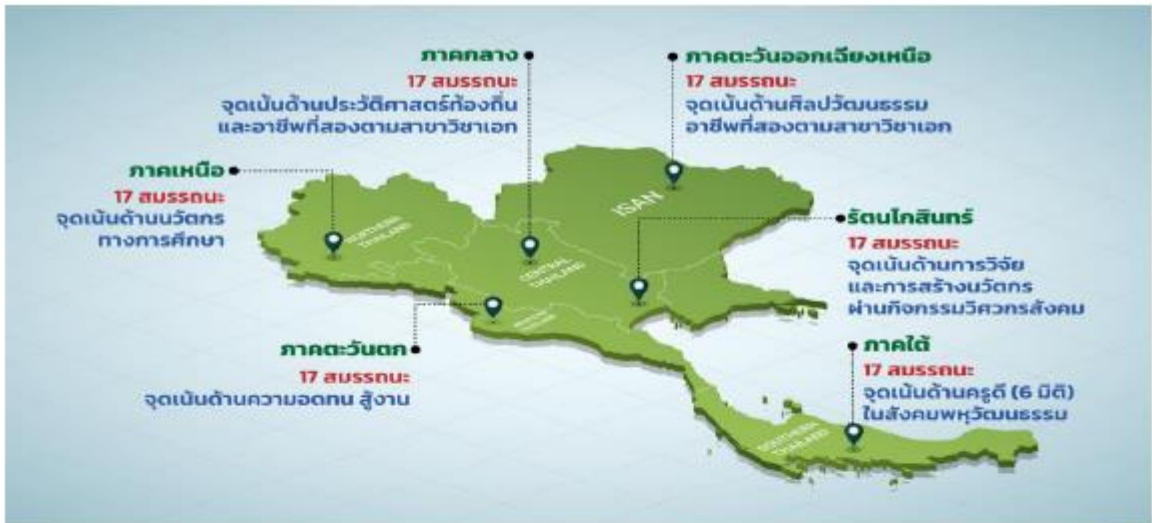 ภาคกลาง
17 สมรรถนะ
จุดเน้นด้านประวัติศาสตร์ท้องถิ่น
และอาชีพที่สองตามสาขาวิชาเอก
ภาคตะวันออกเฉียงเหนือ
17 สมรรถนะ
จุดเน้นด้านศิลปวัฒนธรรม
อาชีพที่สองตามสาขาวิชาเอก
ภาคเหนือ
17 สมรรถนะ
จุดเน้นด้านนวัตกร
ทางการศึกษา
รัตนโกสินทร์
17 สมรรถนะ
จุดเน้นด้านการวิจัย
และการสร้างนวัตกร
ผ่านกิจกรรมวิศวกรสังคม
ภาคตะวันตก
17 สมรรถนะ
จุดเน้นด้านความอดทน สู้งาน
ภาคใต้
17 สมรรถนะ
จุดเน้นด้านครูดี (6 มิติ)
ในสังคมพหุวัฒนธรรม
ISAN
NORTHERN
THAILAND
CENTRAL
THAILAND
SOUTHERN
THAILAND